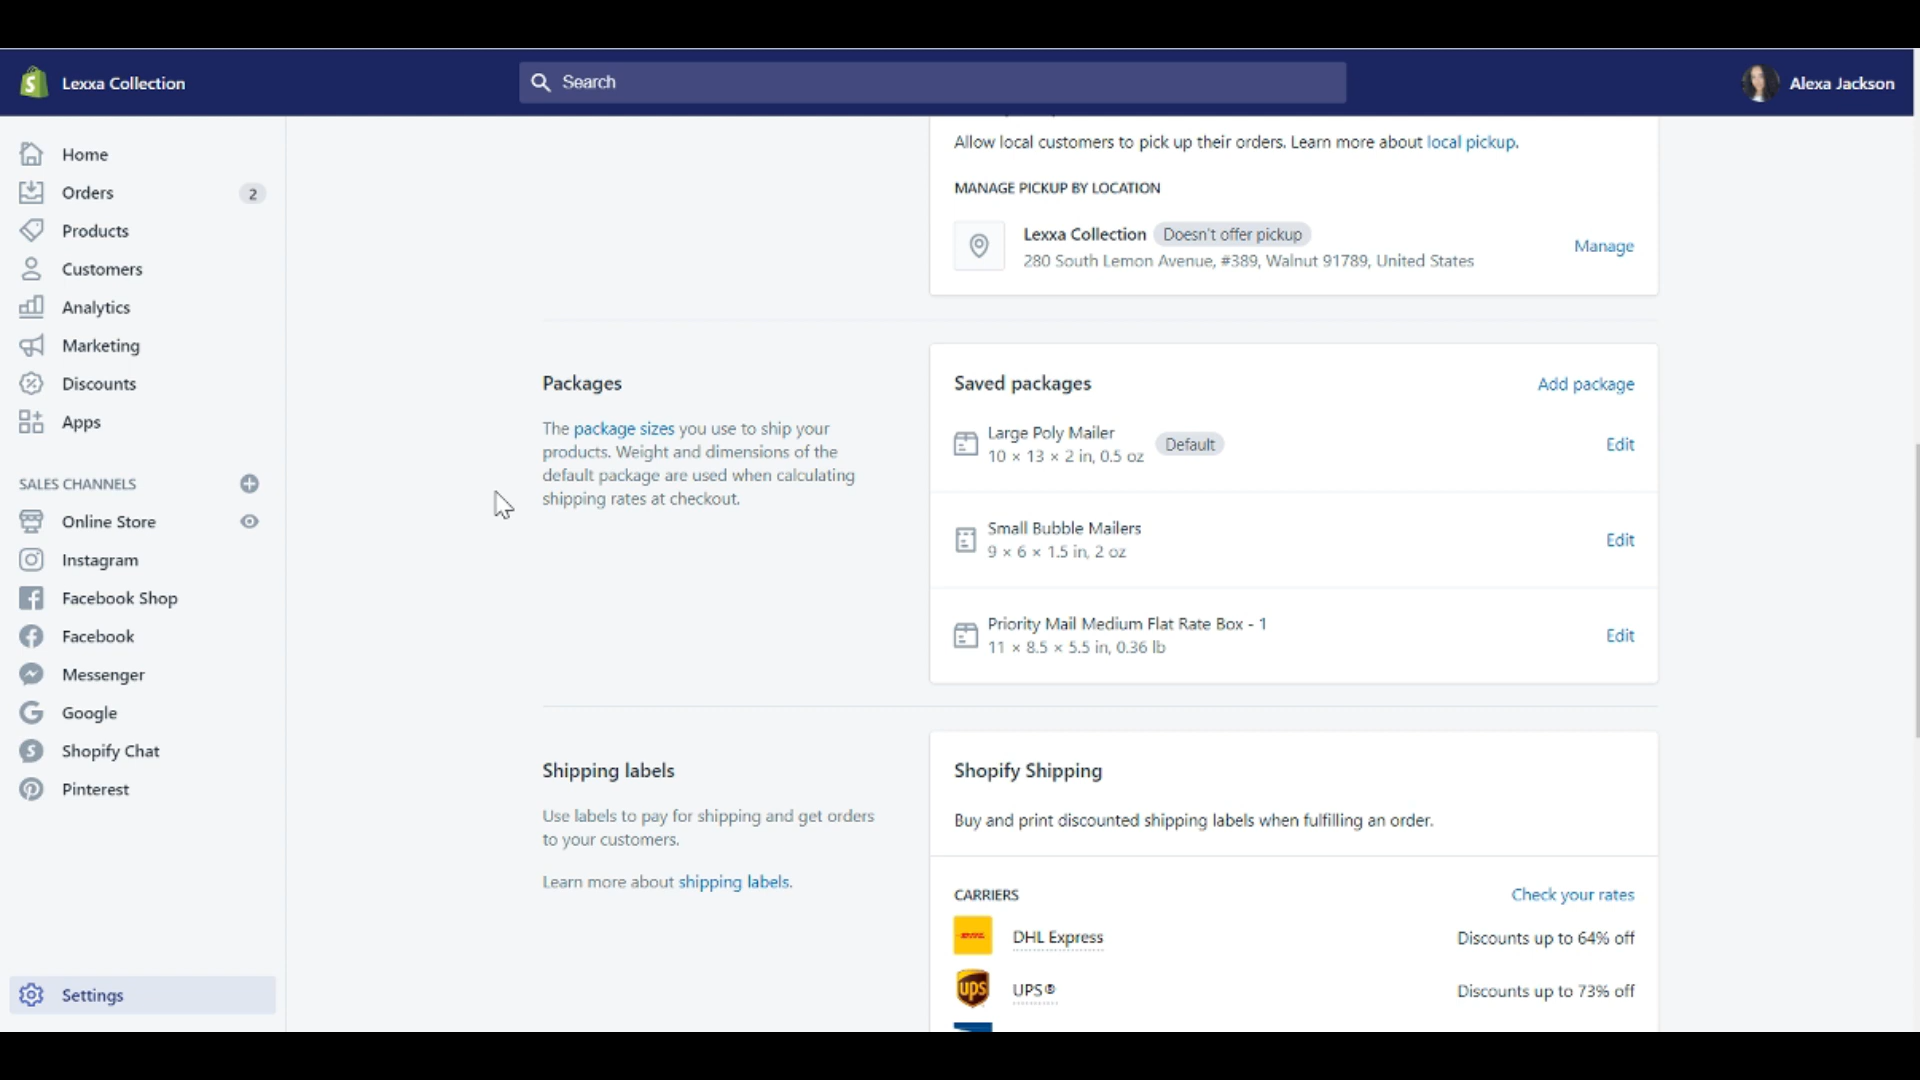 Lexxa Collection
Search
Alexa Jackson
Home
Orders 2
Products
Customers
Analytics
Marketing
Discounts
Apps
SALES CHANNELS
Online Store
Instagram
Facebook Shop
Facebook
Messenger
Google
Shopify Chat
Pinterest
Settings
Allow local customers to pick up their orders. Learn more about local pickup.
MANAGE PICKUP BY LOCATION
Lexxa Collection Doesn't offer pickup
280 South Lemon Avenue, #389, Walnut 91789, United States
Manage
Packages
The package sizes you use to ship your
products. Weight and dimensions of the
default package are used when calculating
shipping rates at checkout.
Saved packages
Add package
Large Poly Mailer
10 × 13 × 2 in, 0.5 oz
Default
Edit
Small Bubble Mailers
9 × 6 × 1.5 in, 2 oz
Edit
Priority Mail Medium Flat Rate Box - 1
11 × 8.5 × 5.5 in, 0.36 lb
Edit
Shipping labels
Use labels to pay for shipping and get orders
to your customers.
Learn more about shipping labels.
Shopify Shipping
Buy and print discounted shipping labels when fulfilling an order.
CARRIERS
Check your rates
DHL Express
Discounts up to 64% off
ups
UPS®
Discounts up to 73% off